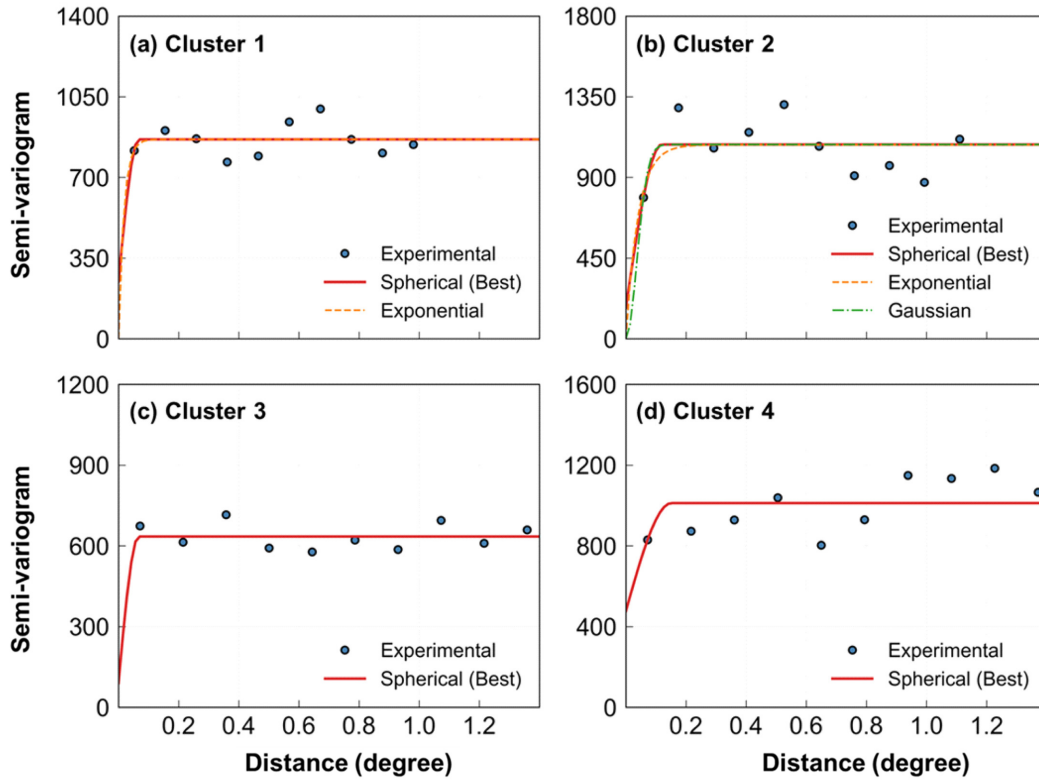 (a) Cluster 1
Semi-variogram
1400
1050
700
350
0
Experimental
Spherical (Best)
Exponential
(b) Cluster 2
1800
1350
900
450
0
Experimental
Spherical (Best)
Exponential
Gaussian
(c) Cluster 3
Semi-variogram
1200
900
600
300
0
Experimental
Spherical (Best)
0.2 0.4 0.6 0.8 1.0 1.2
Distance (degree)
(d) Cluster 4
1600
1200
800
400
0
Experimental
Spherical (Best)
0.2 0.4 0.6 0.8 1.0 1.2
Distance (degree)